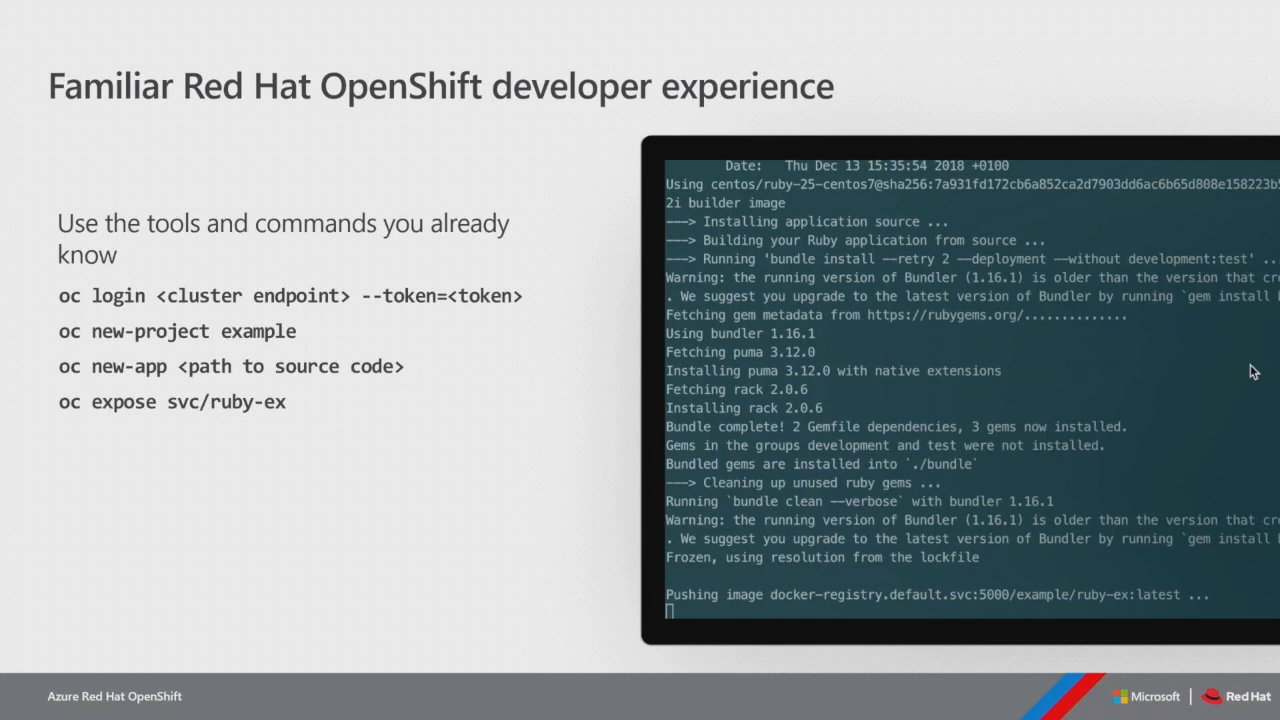 Familiar Red Hat OpenShift developer experience
Use the tools and commands you already
know
oc login <cluster endpoint> --token=<token>
oc new-project example
oc new-app <path to source code>
oc expose svc/ruby-ex
Date: Thu Dec 13 15:35:54 2018 +0100
Using centos/ruby-25-centos7@sha256:7a931fd172cb6a852ca2d7903dd6ac6b65d808e158223b
2i builder image
---> Installing application source ...
---> Building your Ruby application from source ...
---> Running 'bundle install --retry 2 --deployment --without development:test' ...
Warning: the running version of Bundler (1.16.1) is older than the version that cre
. We suggest you upgrade to the latest version of Bundler by running `gem install
Fetching gem metadata from https://rubygems.org/..............
Using bundler 1.16.1
Fetching puma 3.12.0
Installing puma 3.12.0 with native extensions
Fetching rack 2.0.6
Installing rack 2.0.6
Bundle complete! 2 Gemfile dependencies, 3 gems now installed.
Gems in the groups development and test were not installed.
Bundled gems are installed into `./bundle`
---> Cleaning up unused ruby gems ...
Running `bundle clean --verbose` with bundler 1.16.1
Warning: the running version of Bundler (1.16.1) is older than the version that cre
. We suggest you upgrade to the latest version of Bundler by running `gem install
Frozen, using resolution from the lockfile
Pushing image docker-registry.default.svc:5000/example/ruby-ex:latest ...
Azure Red Hat OpenShift
Microsoft | Red Hat